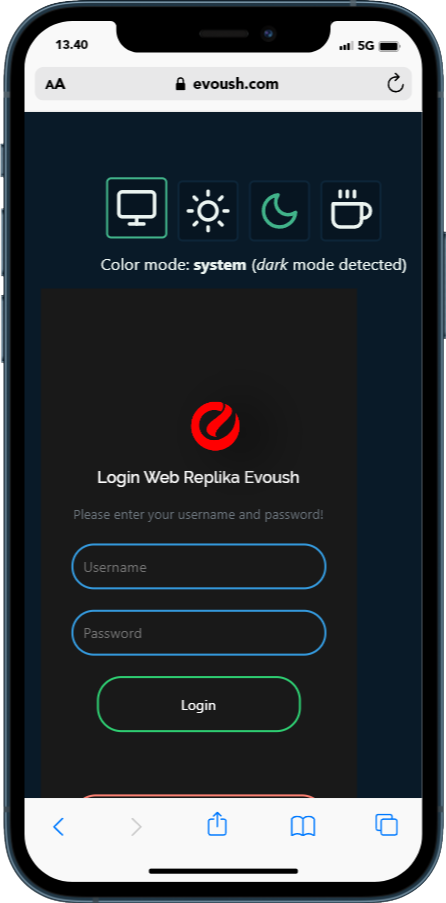 13.40
5G
AA
evoush.com
Color mode: system (dark mode detected)
Login Web Replika Evoush
Please enter your username and password!
Username
Password
Login